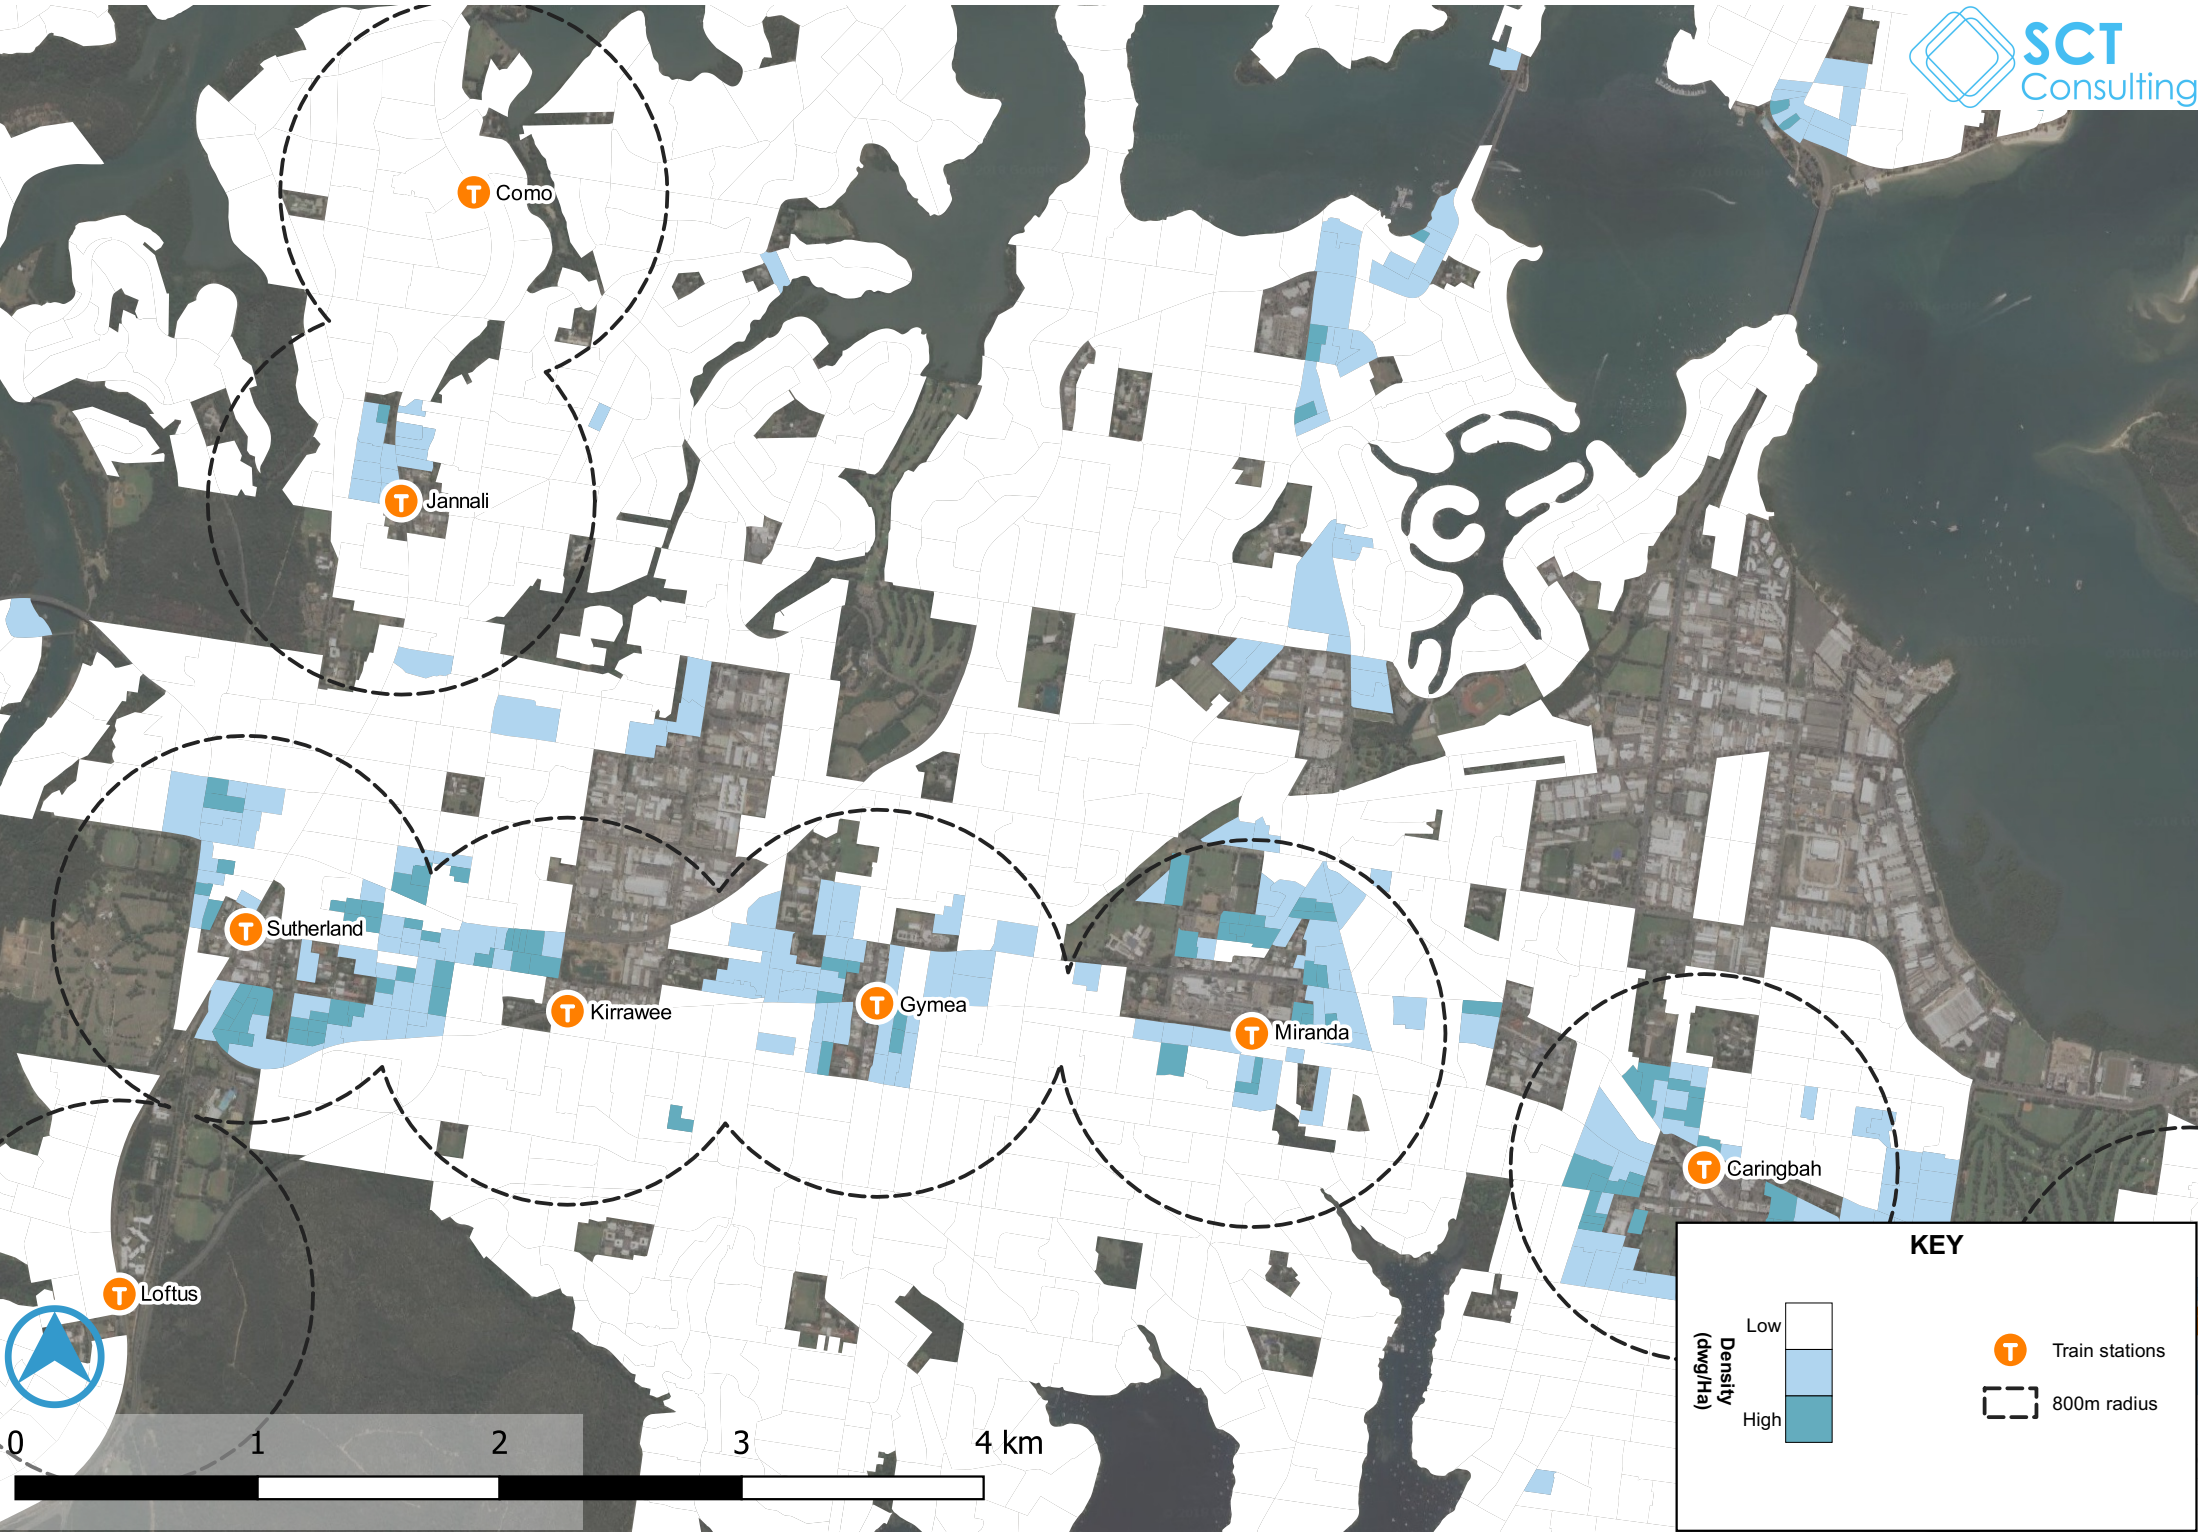 SCT
Consulting
Como
Jannali
Sutherland
Kirrawee
Gymea
Miranda
Caringbah
Loftus
KEY
Low
High
Density
(dwg/Ha)
Train stations
800m radius
0 1 2 3 4 km